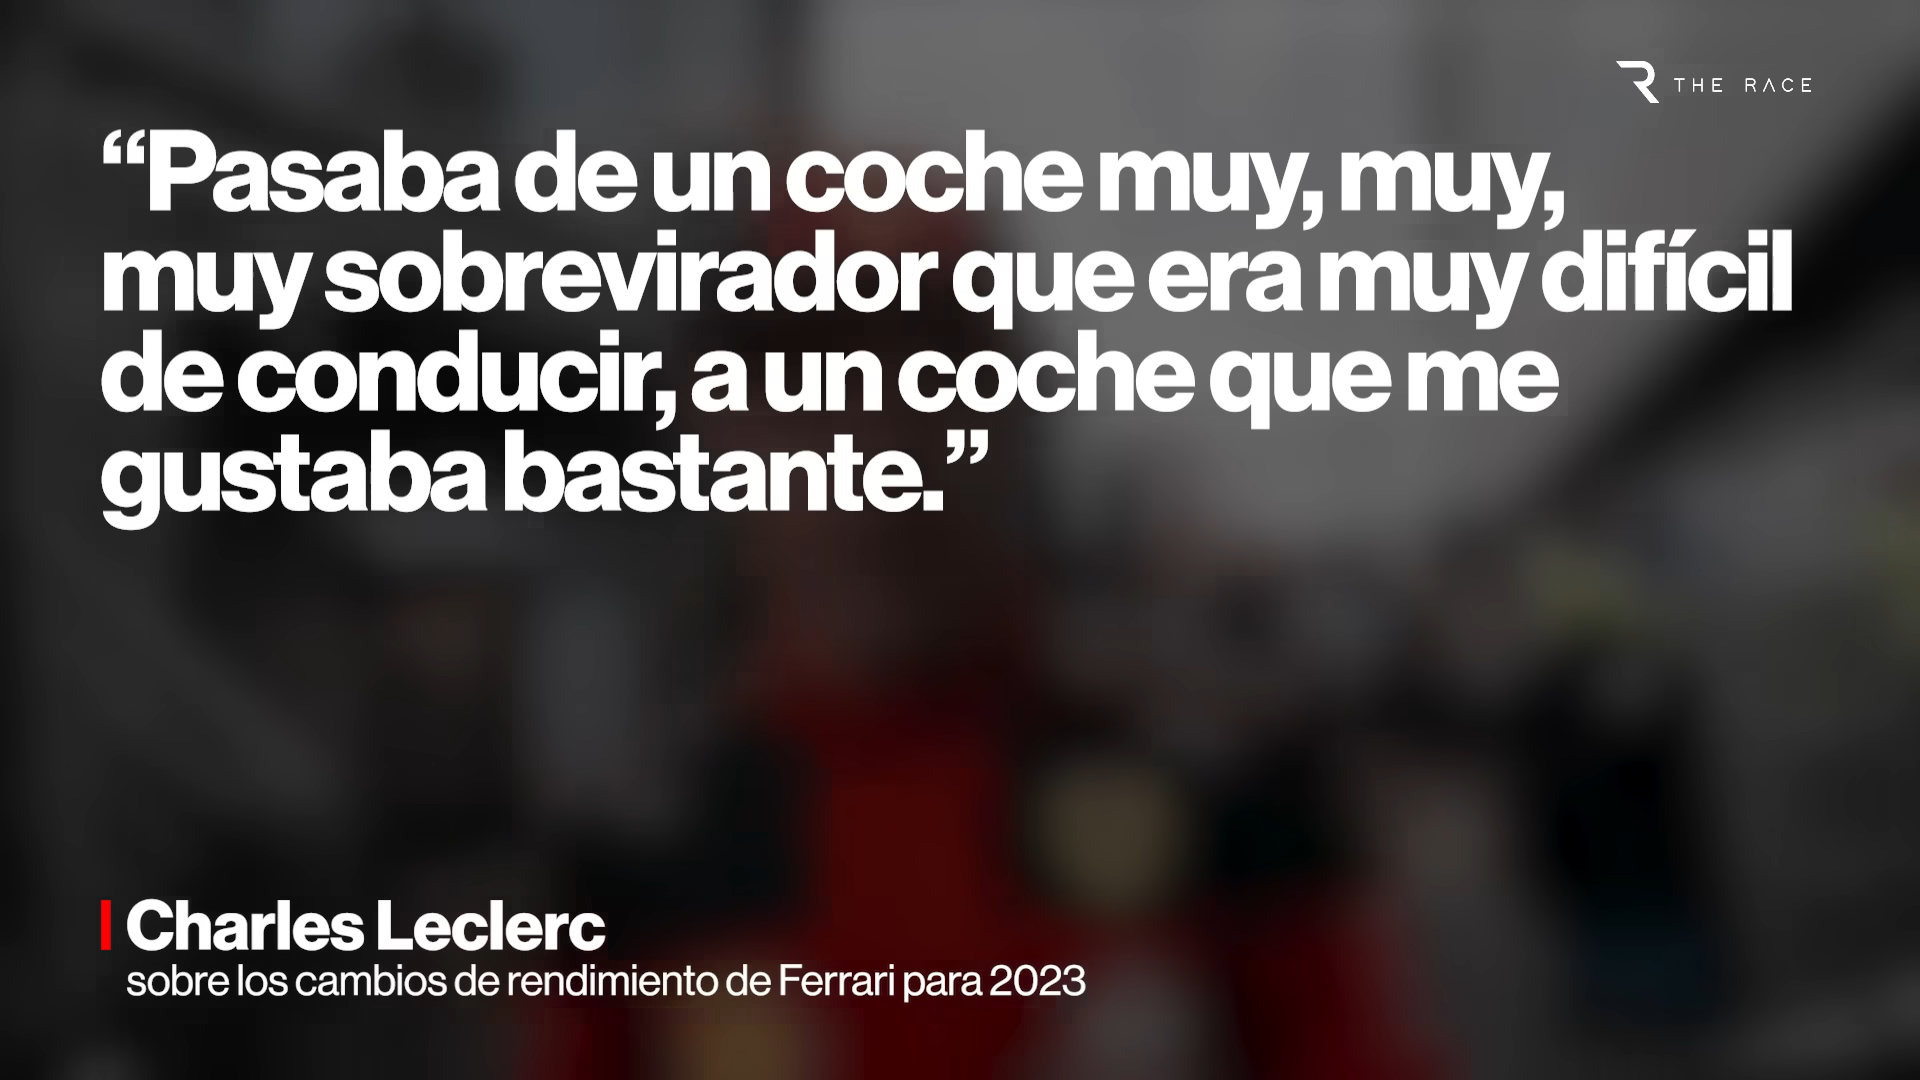 THE RACE
“Pasaba de un coche muy, muy,
muy sobrevirador que era muy difícil
de conducir, a un coche que me
gustaba bastante.”
Charles Leclerc
sobre los cambios de rendimiento de Ferrari para 2023